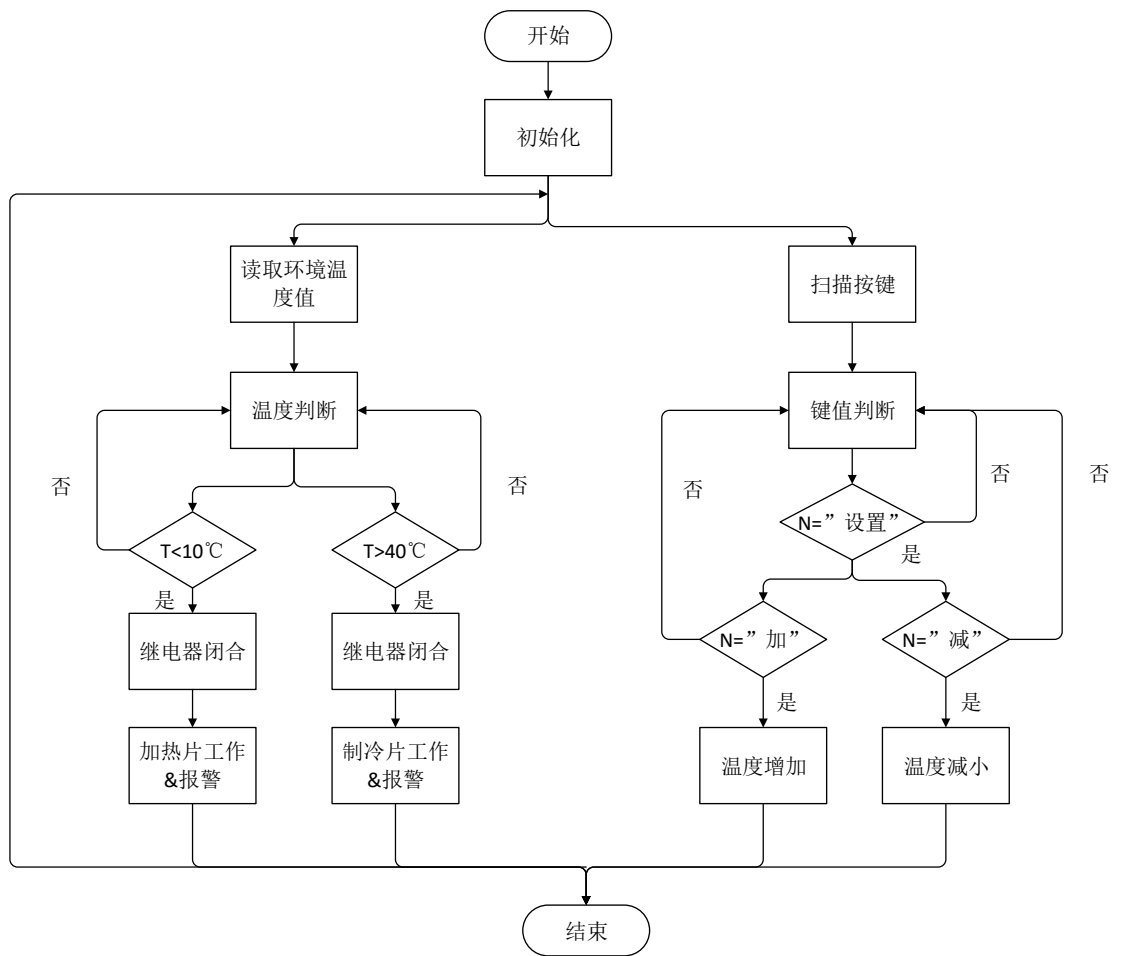 开始
初始化
读取环境温
度值
扫描按键
温度判断
键值判断
否
否
否
否
否
N=”设置”
T<10℃
T>40℃
是
是
是
继电器闭合
继电器闭合
N=”加”
N=”减”
是
是
加热片工作
&报警
制冷片工作
&报警
温度增加
温度减小
结束